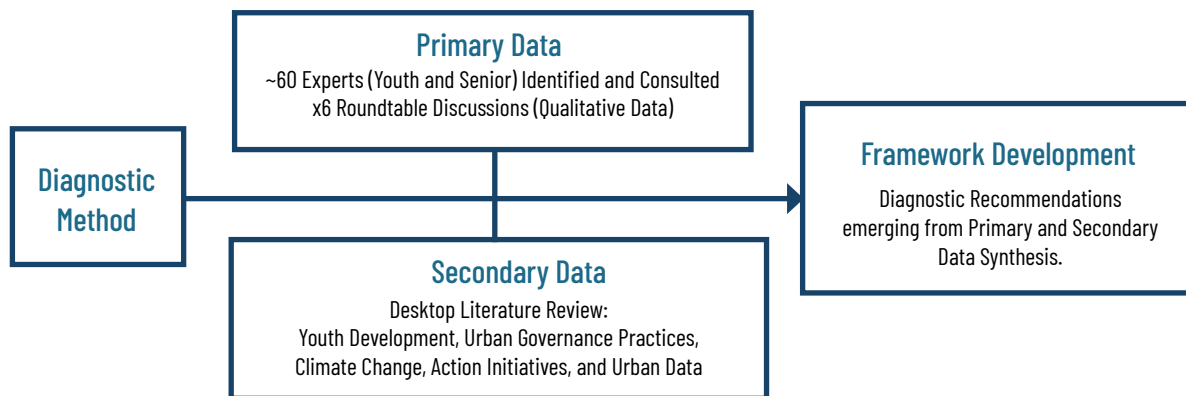 Primary Data
~60 Experts (Youth and Senior) Identified and Consulted
x6 Roundtable Discussions (Qualitative Data)
Diagnostic
Method
Framework Development
Diagnostic Recommendations
emerging from Primary and Secondary
Data Synthesis.
Secondary Data
Desktop Literature Review:
Youth Development, Urban Governance Practices,
Climate Change, Action Initiatives, and Urban Data